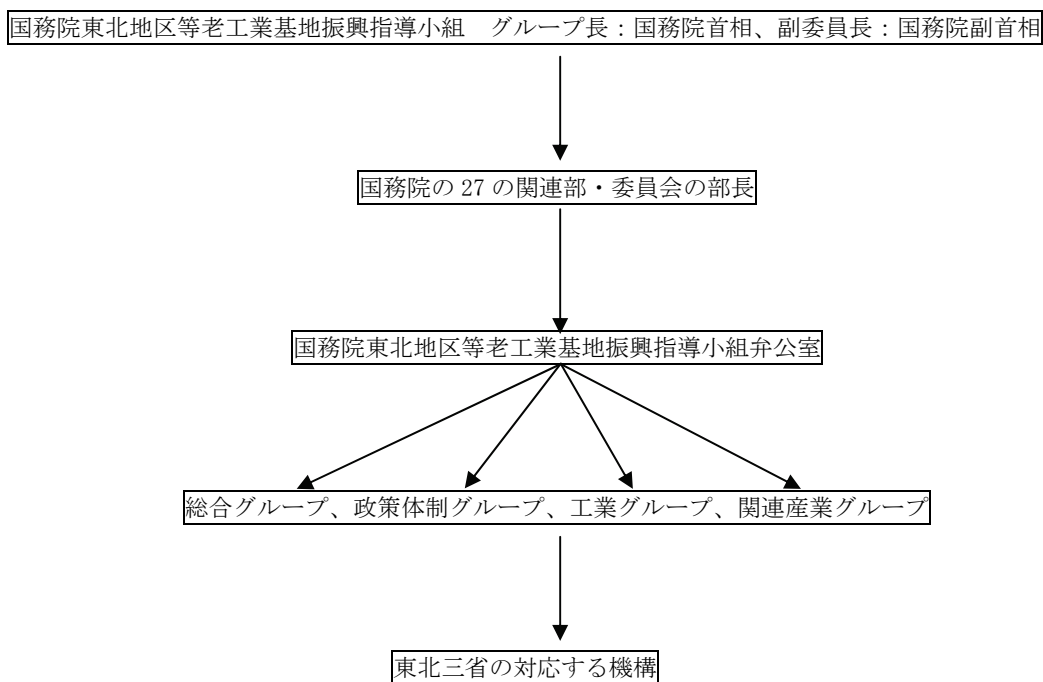 国務院東北地区等老工業基地振興指導小組　グループ長：国務院首相、副委員長：国務院副首相
国務院の 27 の関連部・委員会の部長
国務院東北地区等老工業基地振興指導小組弁公室
総合グループ、政策体制グループ、工業グループ、関連産業グループ
東北三省の対応する機構